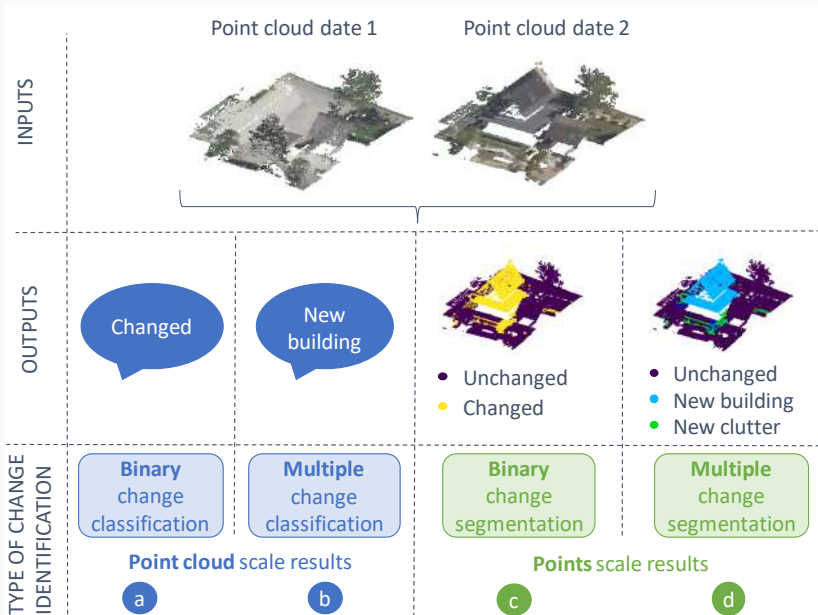 Point cloud date 1
Point cloud date 2
INPUTS
OUTPUTS
Changed
New
building
Unchanged
Changed
Unchanged
New building
New clutter
TYPE OF CHANGE
IDENTIFICATION
Binary
change
classification
Multiple
change
classification
Binary
change
segmentation
Multiple
change
segmentation
Point cloud scale results
Points scale results
a
b
c
d